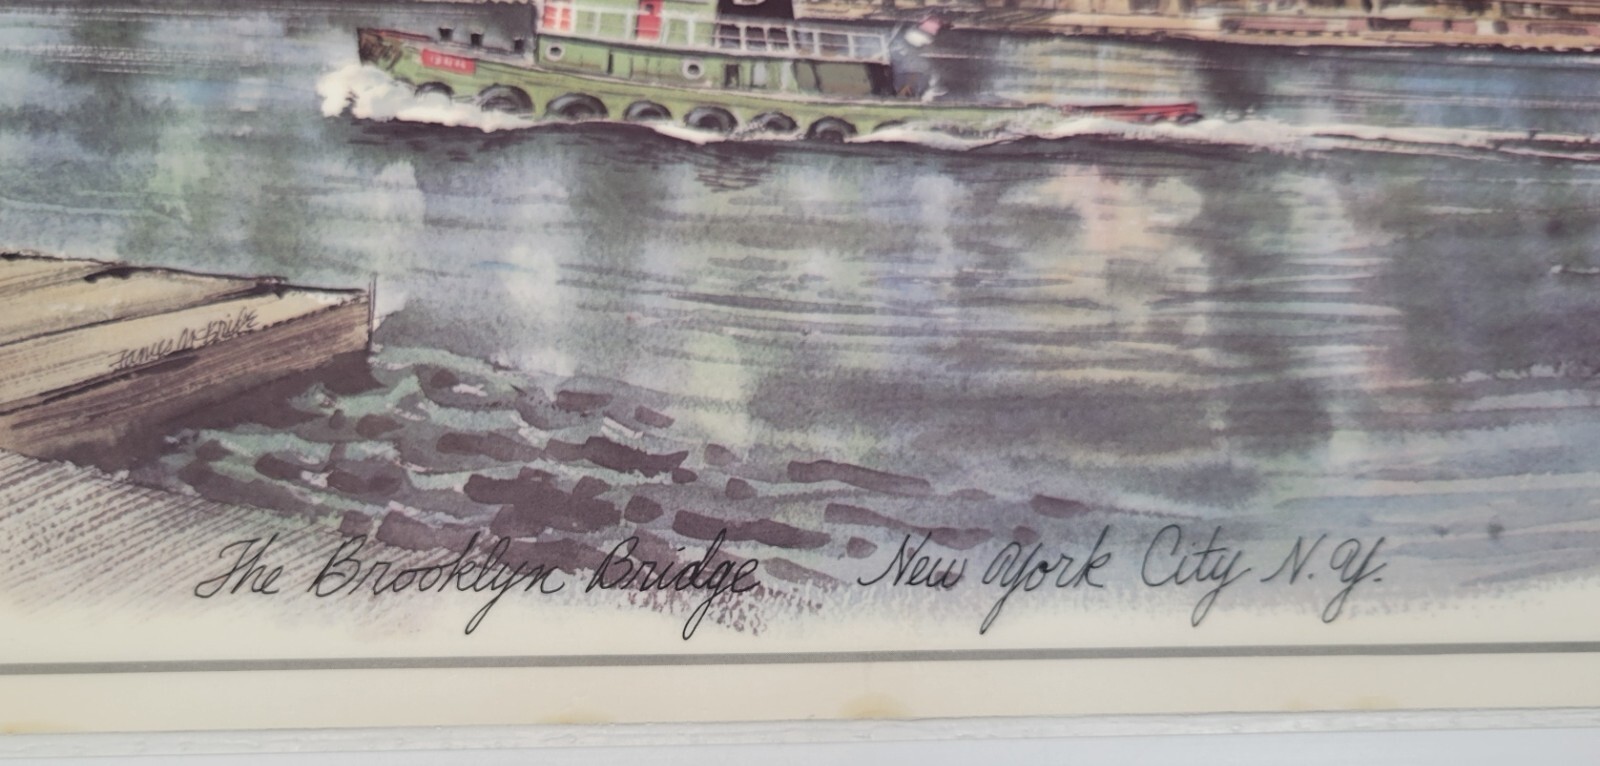 The Brooklyn Bridge New York City N.Y.